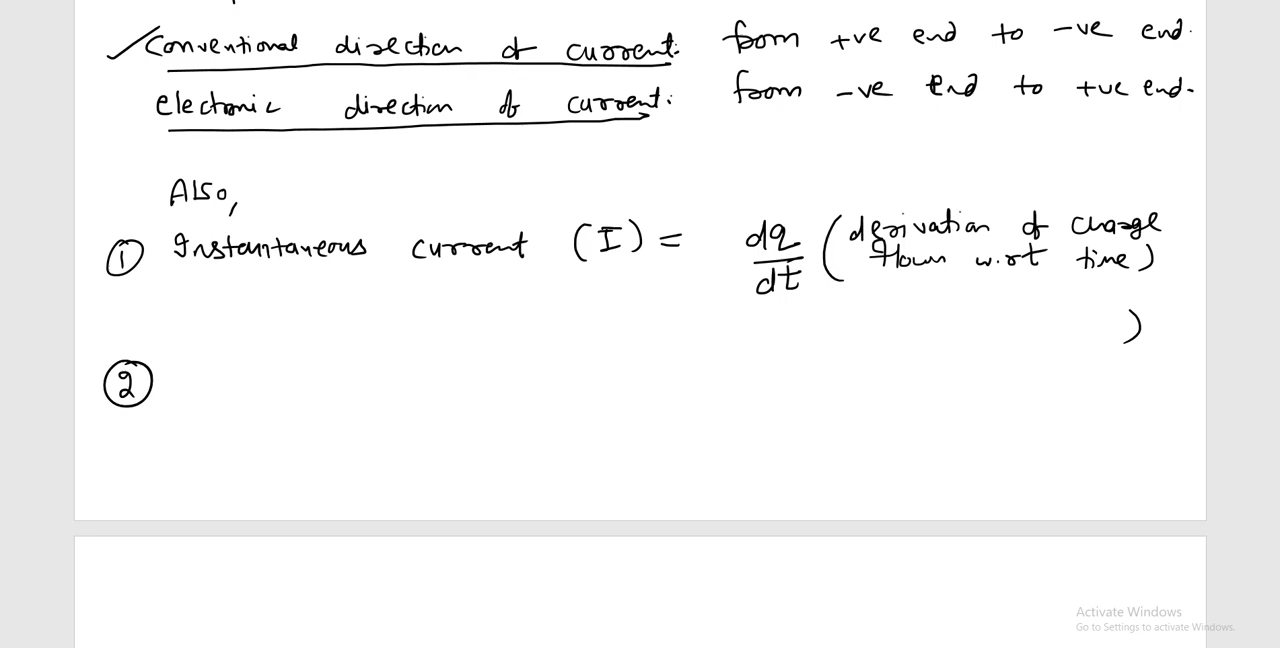 Conventional direction of current. from +ve end to -ve end.
electronic direction of current: from -ve end to +ve end.
Also,
① Instantaneous current (I) = dq/dt (derivation of charge
flown w.r.t time)
)
②
Activate Windows
Go to Settings to activate Windows.